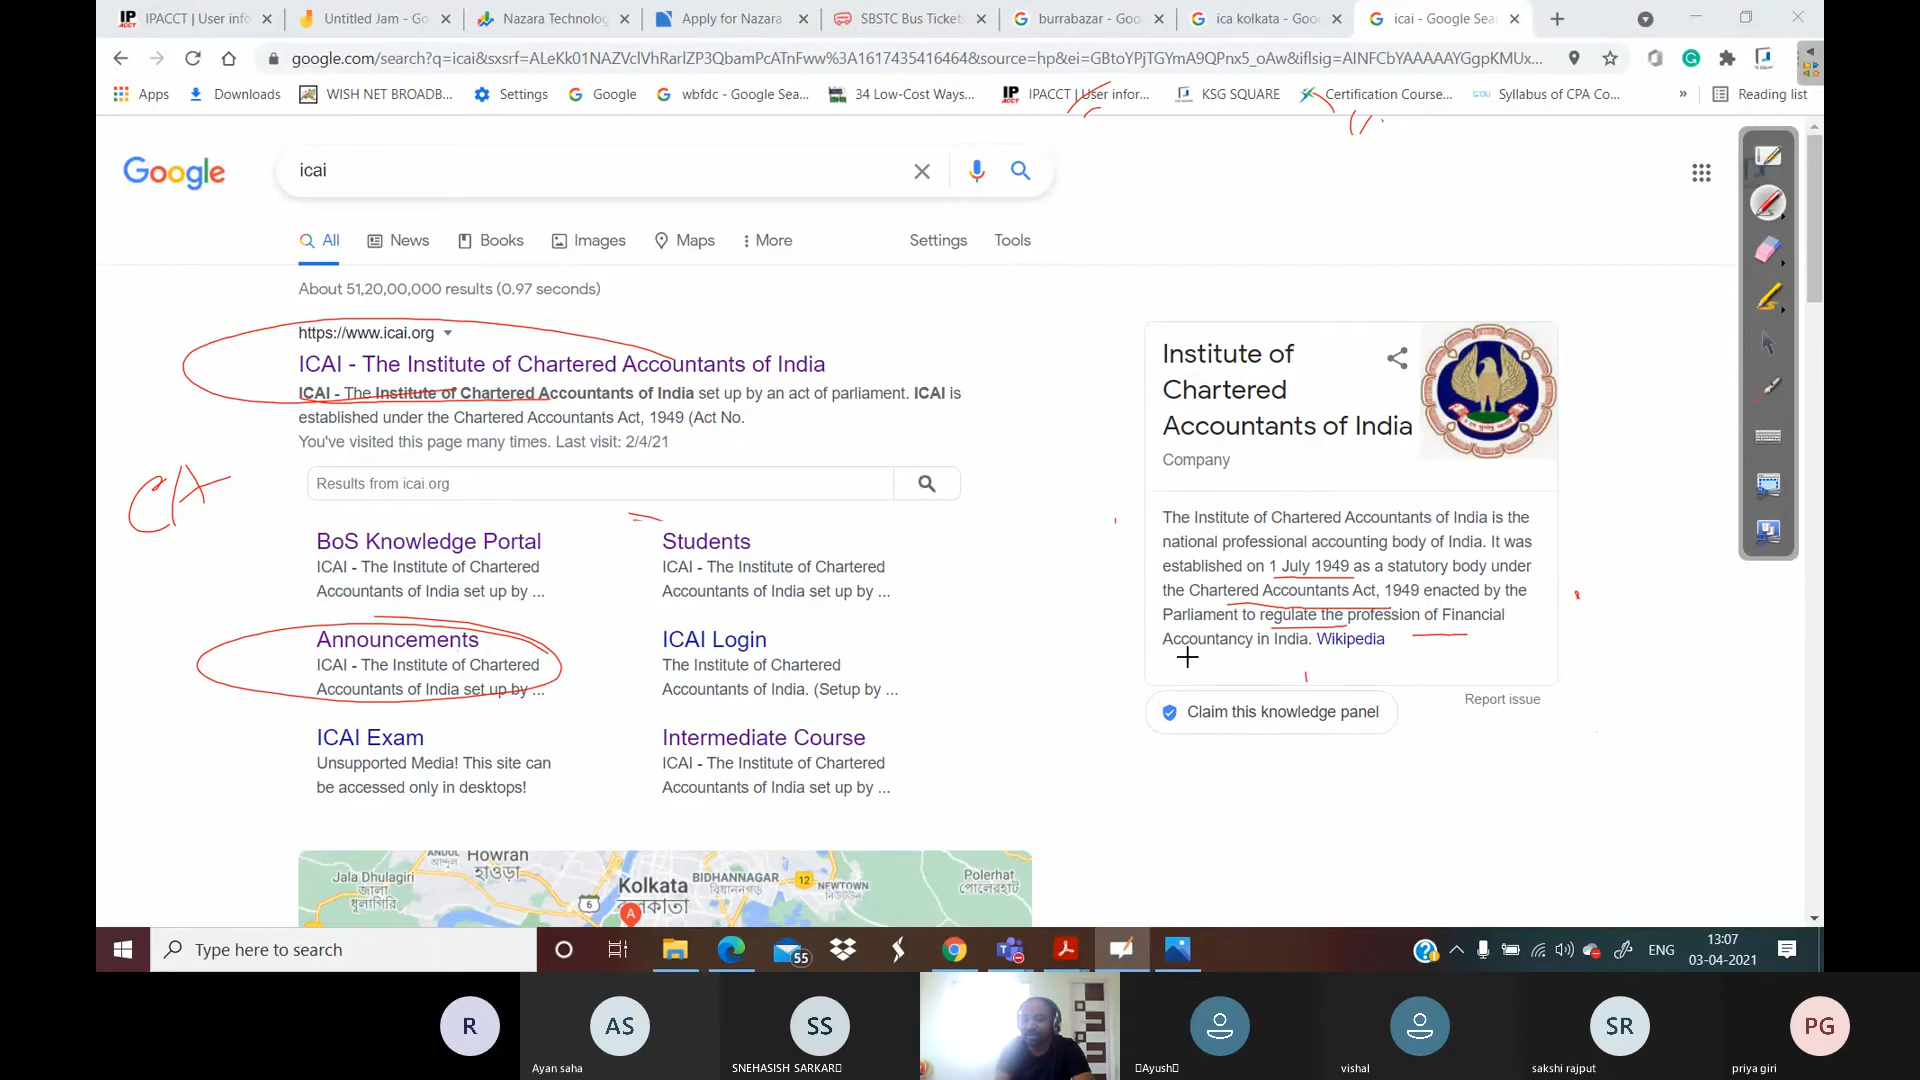 IPACCT | User info
Untitled Jam - Go
Nazara Technolog
Apply for Nazara
SBSTC Bus Tickets
burrabazar - Goo
ica kolkata - Goo
icai - Google Sea
google.com/search?q=icai&sxsrf=ALeKk01NAZVclVhRarlZP3QbamPcATnFww%3A1617435416464&source=hp&ei=GBtoYPjTGYmA9QPnx5_oAw&iflsig=AINFCbYAAAAAYGgpKMUx...
Apps
Downloads
WISH NET BROADB...
Settings
Google
wbfdc - Google Sea...
34 Low-Cost Ways...
IPACCT | User infor...
KSG SQUARE
Certification Course...
Syllabus of CPA Co...
»
Reading list
Google
icai
All
News
Books
Images
Maps
More
Settings
Tools
About 51,20,00,000 results (0.97 seconds)
https://www.icai.org
ICAI - The Institute of Chartered Accountants of India
ICAI - The Institute of Chartered Accountants of India set up by an act of parliament. ICAI is
established under the Chartered Accountants Act, 1949 (Act No.
You've visited this page many times. Last visit: 2/4/21
CA
Results from icai.org
BoS Knowledge Portal
ICAI - The Institute of Chartered
Accountants of India set up by ...
Students
ICAI - The Institute of Chartered
Accountants of India set up by ...
Announcements
ICAI - The Institute of Chartered
Accountants of India set up by ...
ICAI Login
The Institute of Chartered
Accountants of India. (Setup by ...
ICAI Exam
Unsupported Media! This site can
be accessed only in desktops!
Intermediate Course
ICAI - The Institute of Chartered
Accountants of India set up by ...
Institute of
Chartered
Accountants of India
Company
The Institute of Chartered Accountants of India is the
national professional accounting body of India. It was
established on 1 July 1949 as a statutory body under
the Chartered Accountants Act, 1949 enacted by the
Parliament to regulate the profession of Financial
Accountancy in India. Wikipedia
Claim this knowledge panel
Report issue
Howrah
হাওড়া
Jala Dhulagiri
জালা
ধুলাগিরি
6
Kolkata
কলকাতা
A
BIDHANNAGAR
বিধাননগর
12
NEWTOWN
নিউটাউন
Polerhat
পোলেরহাট
Type here to search
55
ENG
13:07
03-04-2021
R
AS
Ayan saha
SS
SNEHASISH SARKAR
Ayush
vishal
SR
sakshi rajput
PG
priya giri